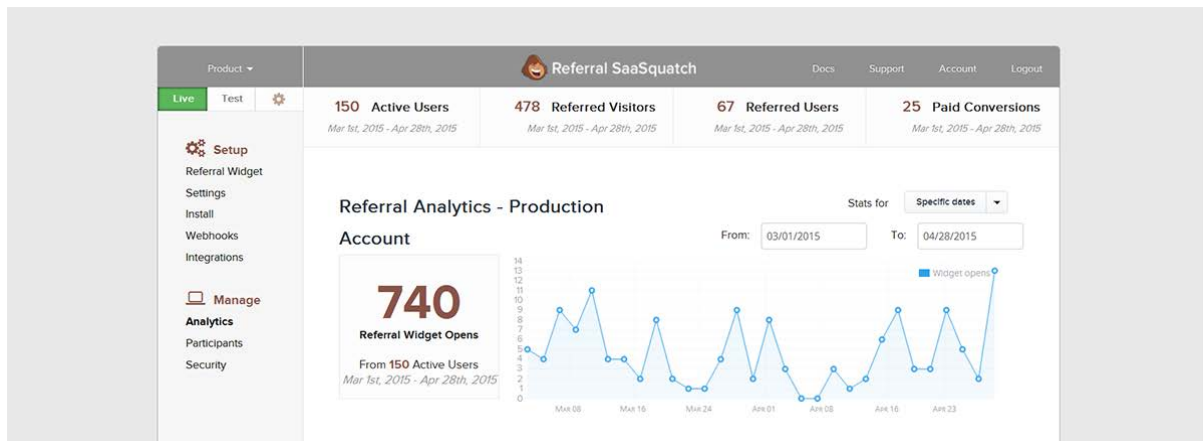 Product
Referral SaaSquatch
Docs Support Account Logout
Live Test
150 Active Users
Mar 1st, 2015 - Apr 28th, 2015
478 Referred Visitors
Mar 1st, 2015 - Apr 28th, 2015
67 Referred Users
Mar 1st, 2015 - Apr 28th, 2015
25 Paid Conversions
Mar 1st, 2015 - Apr 28th, 2015
Setup
Referral Widget
Settings
Install
Webhooks
Integrations
Manage
Analytics
Participants
Security
Referral Analytics - Production
Account
Stats for Specific dates
From: 03/01/2015 To: 04/28/2015
740
Referral Widget Opens
From 150 Active Users
Mar 1st, 2015 - Apr 28th, 2015
Widget opens
14
13
12
11
10
9
8
7
6
5
4
3
2
1
0
Mar 08 Mar 16 Mar 24 Apr 01 Apr 08 Apr 16 Apr 23